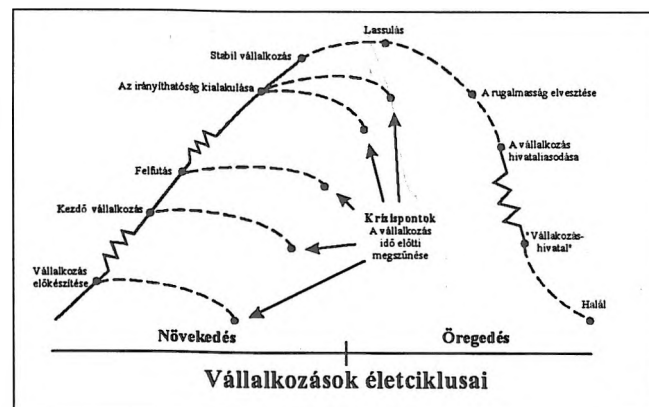 Lassulás
Stabil vállalkozás
Az irányíthatóság kialakulása
A rugalmasság elvesztése
A vállalkozás
hivataliasodása
Felfutás
Kezdő vállalkozás
Krízispontok
A vállalkozás
idő előtti
megszűnése
"Vállakozás-
hivatal"
Vállalkozás
előkészítése
Halál
Növekedés
Öregedés
Vállalkozások életciklusai